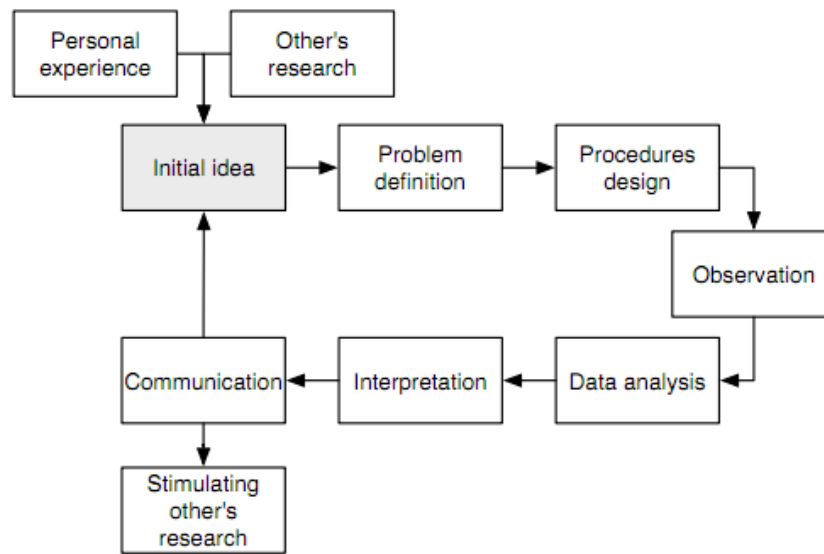 Personal
experience
Other's
research
Initial idea
Problem
definition
Procedures
design
Observation
Communication
Interpretation
Data analysis
Stimulating
other's
research